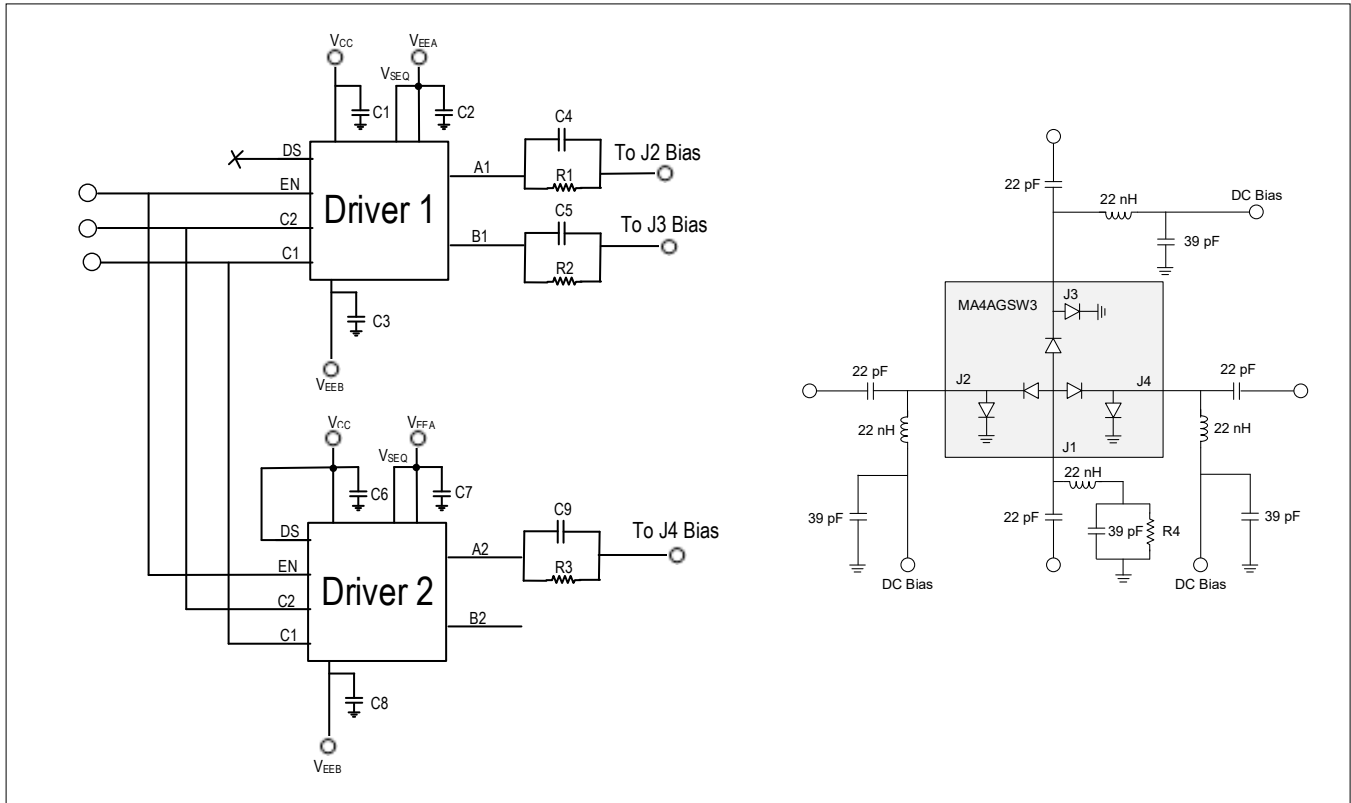 VCC
VEEA
VSEQ
C1
C2
DS
EN
C2
C1
Driver 1
A1
B1
C4
R1
To J2 Bias
C5
R2
To J3 Bias
C3
VEEB
VCC
VEEA
VSEQ
C6
C7
DS
EN
C2
C1
Driver 2
A2
B2
C9
R3
To J4 Bias
C8
VEEB
22 pF
22 nH
DC Bias
39 pF
MA4AGSW3
J3
22 pF
J2
J4
22 pF
22 nH
22 nH
J1
22 nH
39 pF
22 pF
39 pF
R4
39 pF
DC Bias
DC Bias